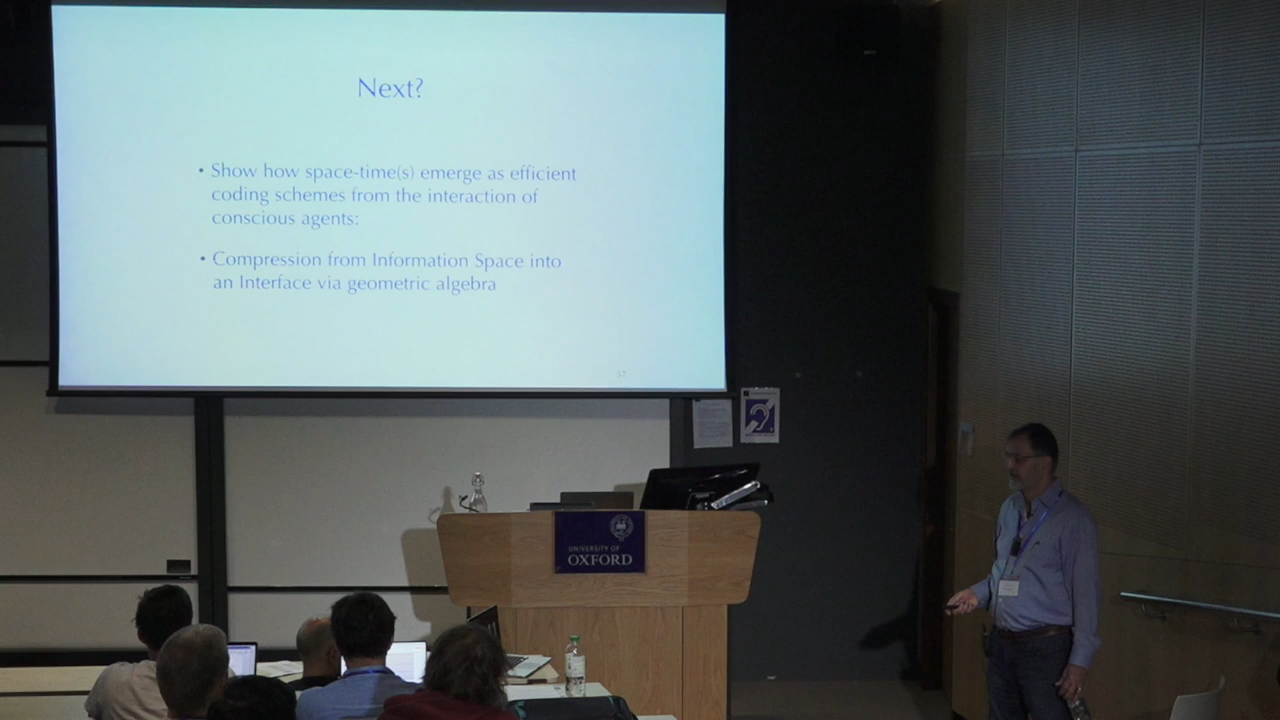 Next?
• Show how space-time(s) emerge as efficient
coding schemes from the interaction of
conscious agents:
• Compression from Information Space into
an Interface via geometric algebra
57
UNIVERSITY OF
OXFORD